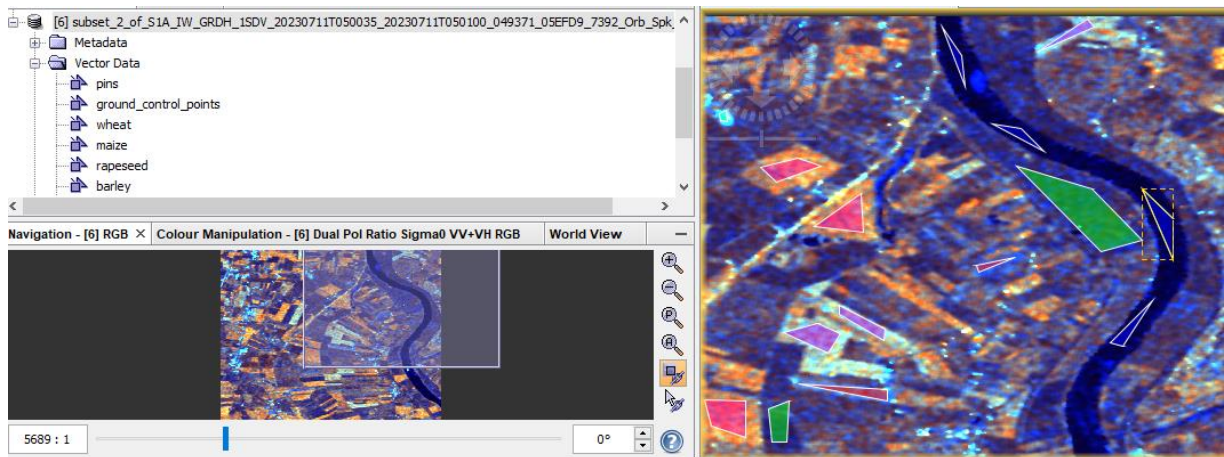 [6] subset_2_of_S1A_IW_GRDH_1SDV_20230711T050035_20230711T050100_049371_05EFD9_7392_Orb_Spk_
Metadata
Vector Data
pins
ground_control_points
wheat
maize
rapeseed
barley
Navigation - [6] RGB × Colour Manipulation - [6] Dual Pol Ratio Sigma0 VV+VH RGB World View
5689 : 1 0°